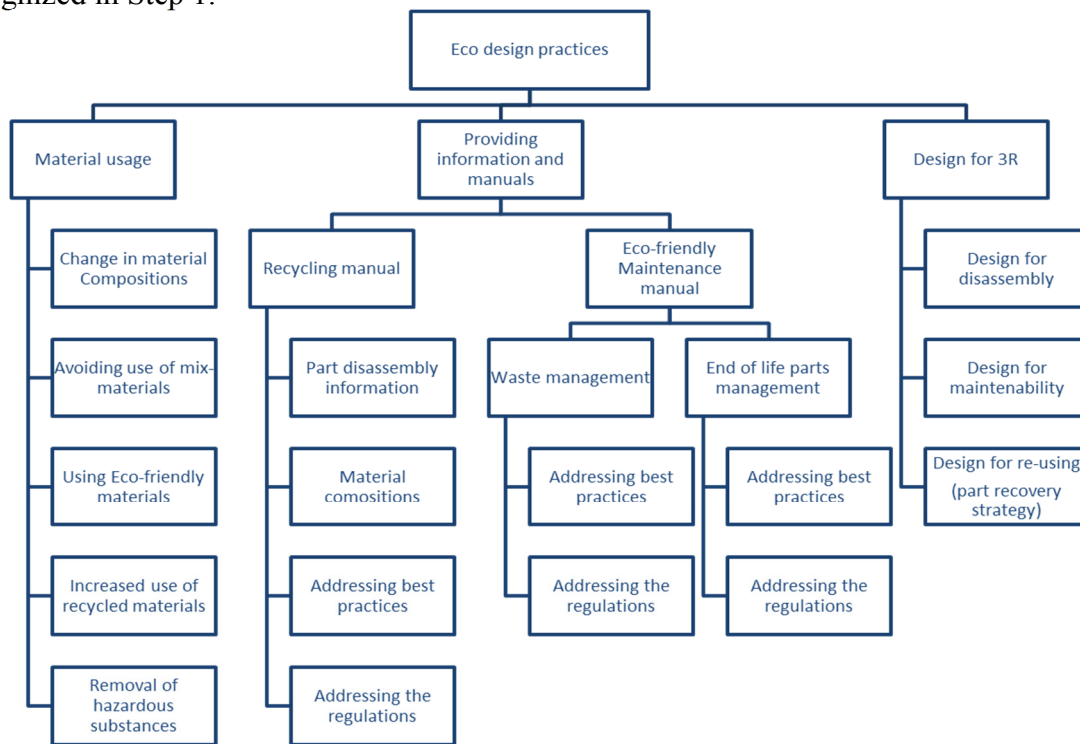 ginized in Step 1.
Eco design practices
Material usage
Providing
information and
manuals
Design for 3R
Change in material
Compositions
Recycling manual
Eco-friendly
Maintenance
manual
Design for
disassembly
Avoiding use of mix-
materials
Part disassembly
information
Waste management
End of life parts
management
Design for
maintenability
Using Eco-friendly
materials
Material
comositions
Addressing best
practices
Addressing best
practices
Design for re-using
(part recovery
strategy)
Increased use of
recycled materials
Addressing best
practices
Addressing the
regulations
Addressing the
regulations
Removal of
hazardous
substances
Addressing the
regulations